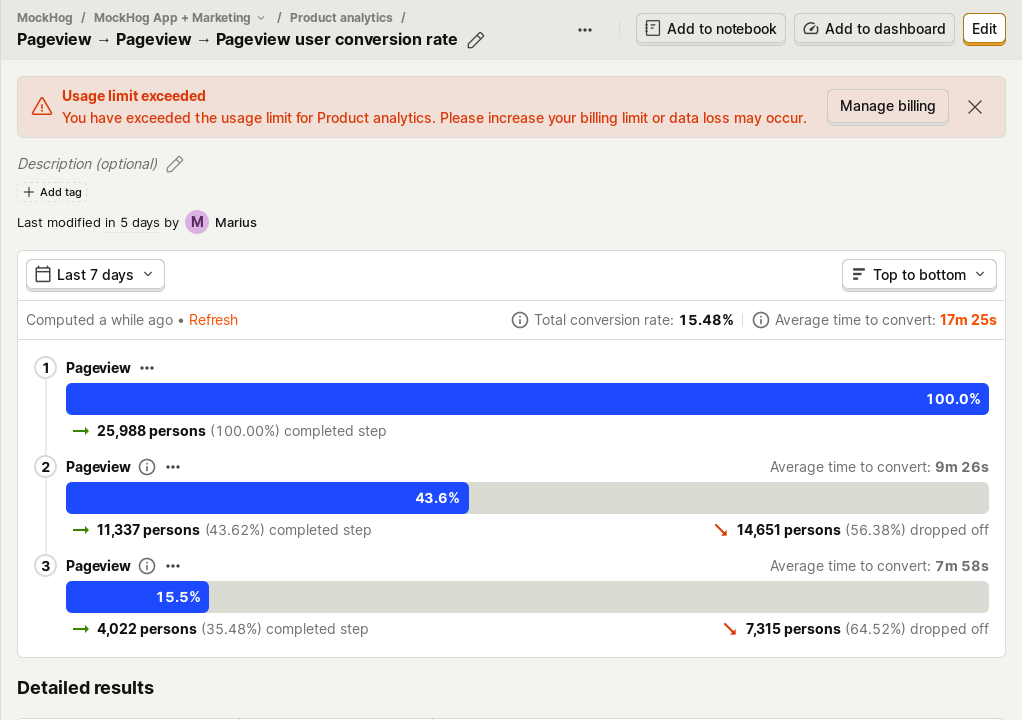 MockHog / MockHog App + Marketing / Product analytics /
Pageview → Pageview → Pageview user conversion rate
Add to notebook
Add to dashboard
Edit
Usage limit exceeded
You have exceeded the usage limit for Product analytics. Please increase your billing limit or data loss may occur.
Manage billing
Description (optional)
Add tag
Last modified in 5 days by M Marius
Last 7 days
Top to bottom
Computed a while ago • Refresh
Total conversion rate: 15.48%
Average time to convert: 17m 25s
1 Pageview
100.0%
→ 25,988 persons (100.00%) completed step
2 Pageview
Average time to convert: 9m 26s
43.6%
→ 11,337 persons (43.62%) completed step
14,651 persons (56.38%) dropped off
3 Pageview
Average time to convert: 7m 58s
15.5%
→ 4,022 persons (35.48%) completed step
7,315 persons (64.52%) dropped off
Detailed results